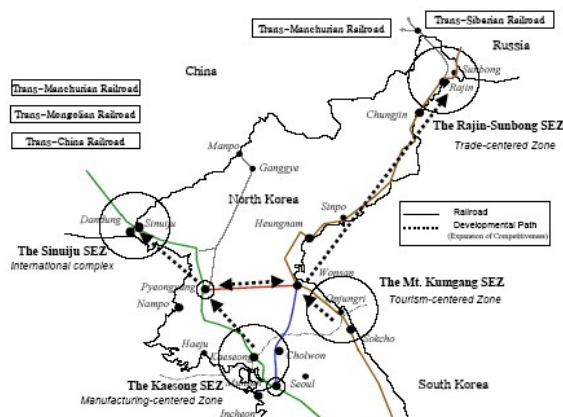 Trans-Manchurian Railroad
Trans-Siberian Railroad
Russia
China
Sunbong
Rajin
Trans-Manchurian Railroad
Trans-Mongolian Railroad
Trans-China Railroad
Chungjin
The Rajin-Sunbong SEZ
Trade-centered Zone
Manpo
Ganggye
North Korea
Dandung
Sinuiju
Sinpo
Heungnam
Railroad
Developmental Path
(Expansion of Competitiveness)
The Sinuiju SEZ
International complex
Pyeongyang
Wonsan
The Mt. Kumgang SEZ
Onjungri
Tourism-centered Zone
Nampo
Sokcho
Haeju
Kaeseong
Cholwon
The Kaesong SEZ
Seoul
South Korea
Manufacturing-centered Zone
Incheon